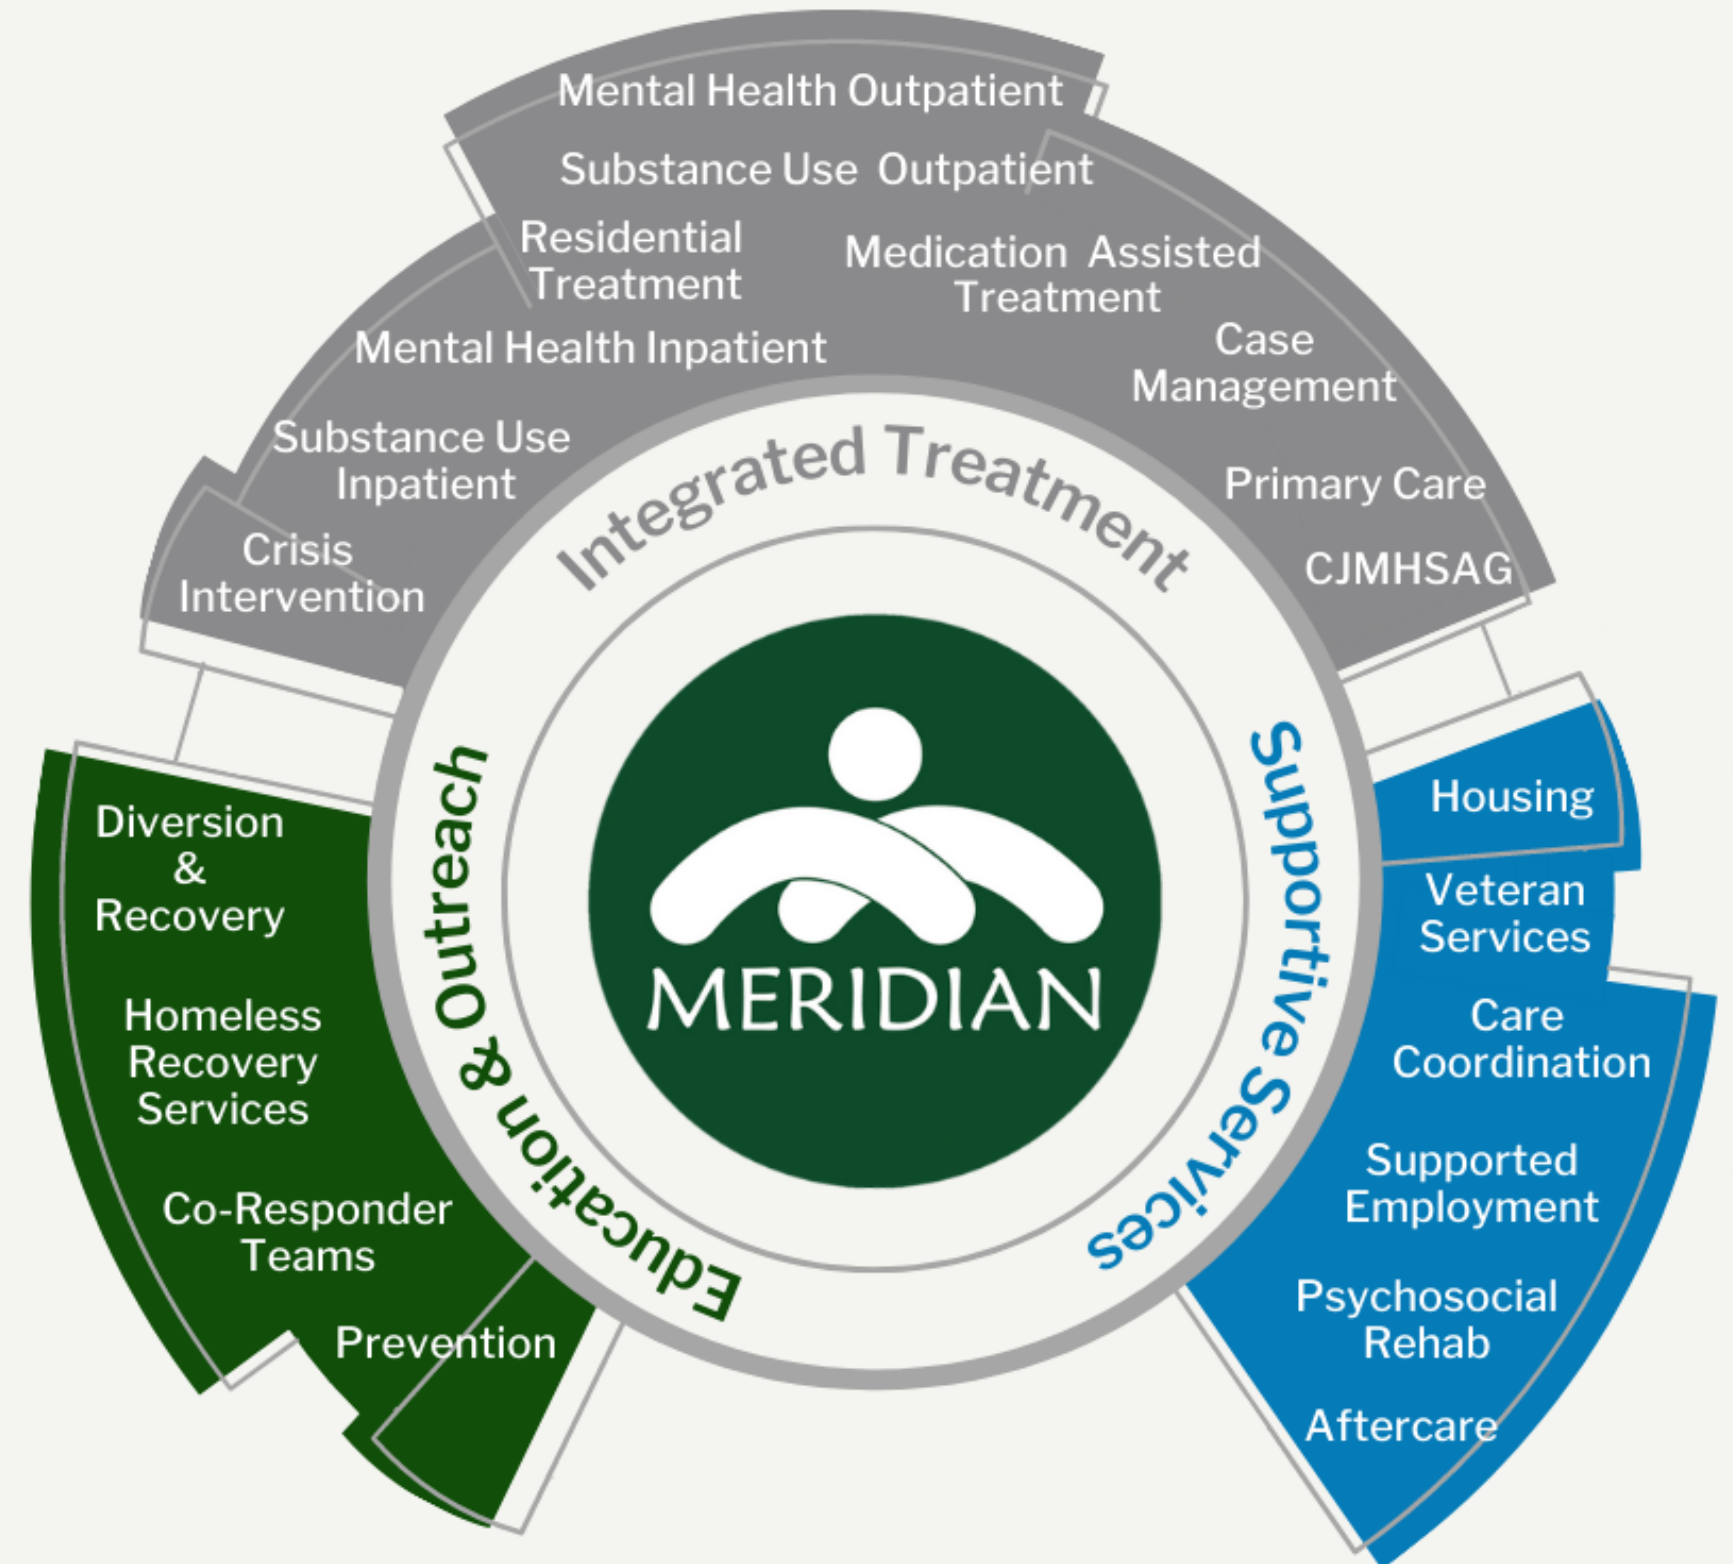 Mental Health Outpatient
Substance Use Outpatient
Residential
Treatment
Medication Assisted
Treatment
Mental Health Inpatient
Case
Management
Substance Use
Inpatient
Primary Care
Crisis
Intervention
CJMHSAG
Integrated Treatment
Education & Outreach
Supportive Services
MERIDIAN
Diversion
&
Recovery
Homeless
Recovery
Services
Co-Responder
Teams
Prevention
Housing
Veteran
Services
Care
Coordination
Supported
Employment
Psychosocial
Rehab
Aftercare